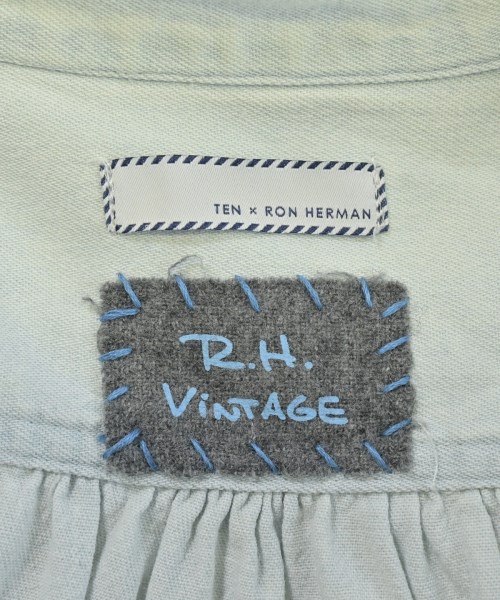 TEN × RON HERMAN
R.H.
ViNTAGE